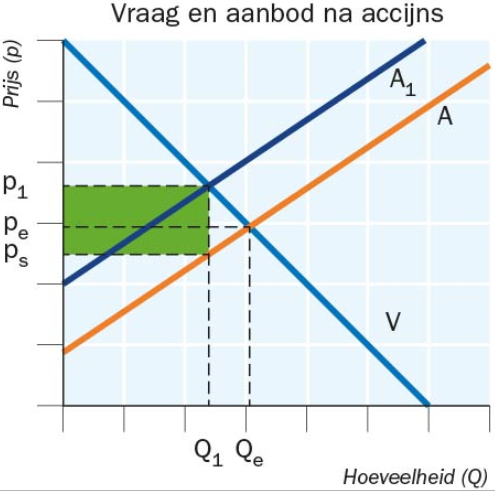 Vraag en aanbod na accijns
Prijs (p)
A₁
A
p₁
pₑ
pₛ
V
Q₁ Qₑ
Hoeveelheid (Q)